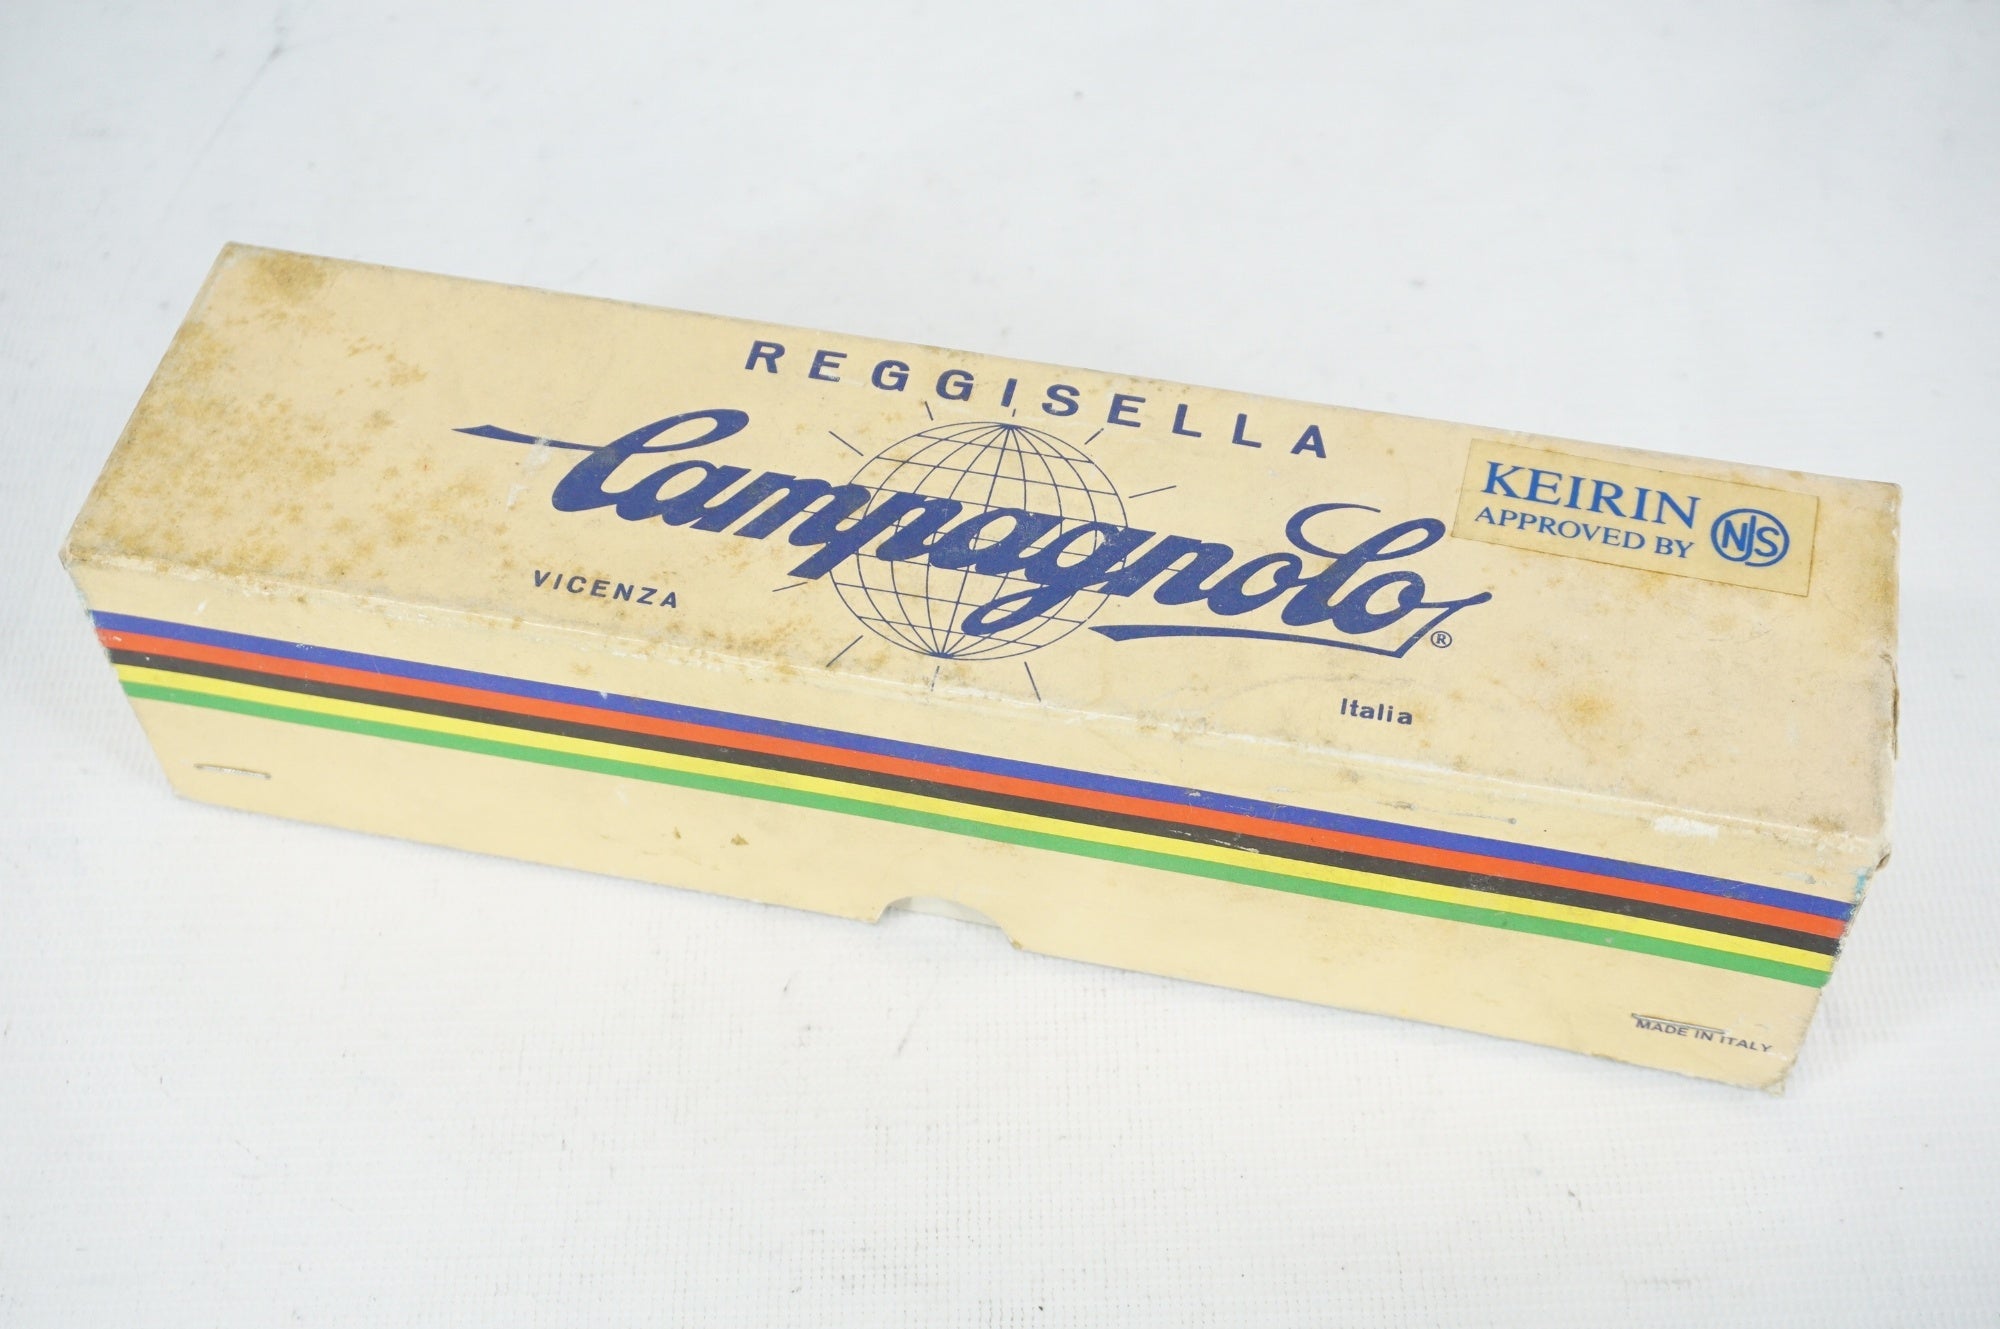 REGGISELLA
Campagnolo®
VICENZA
Italia
KEIRIN
APPROVED BY NJS
MADE IN ITALY